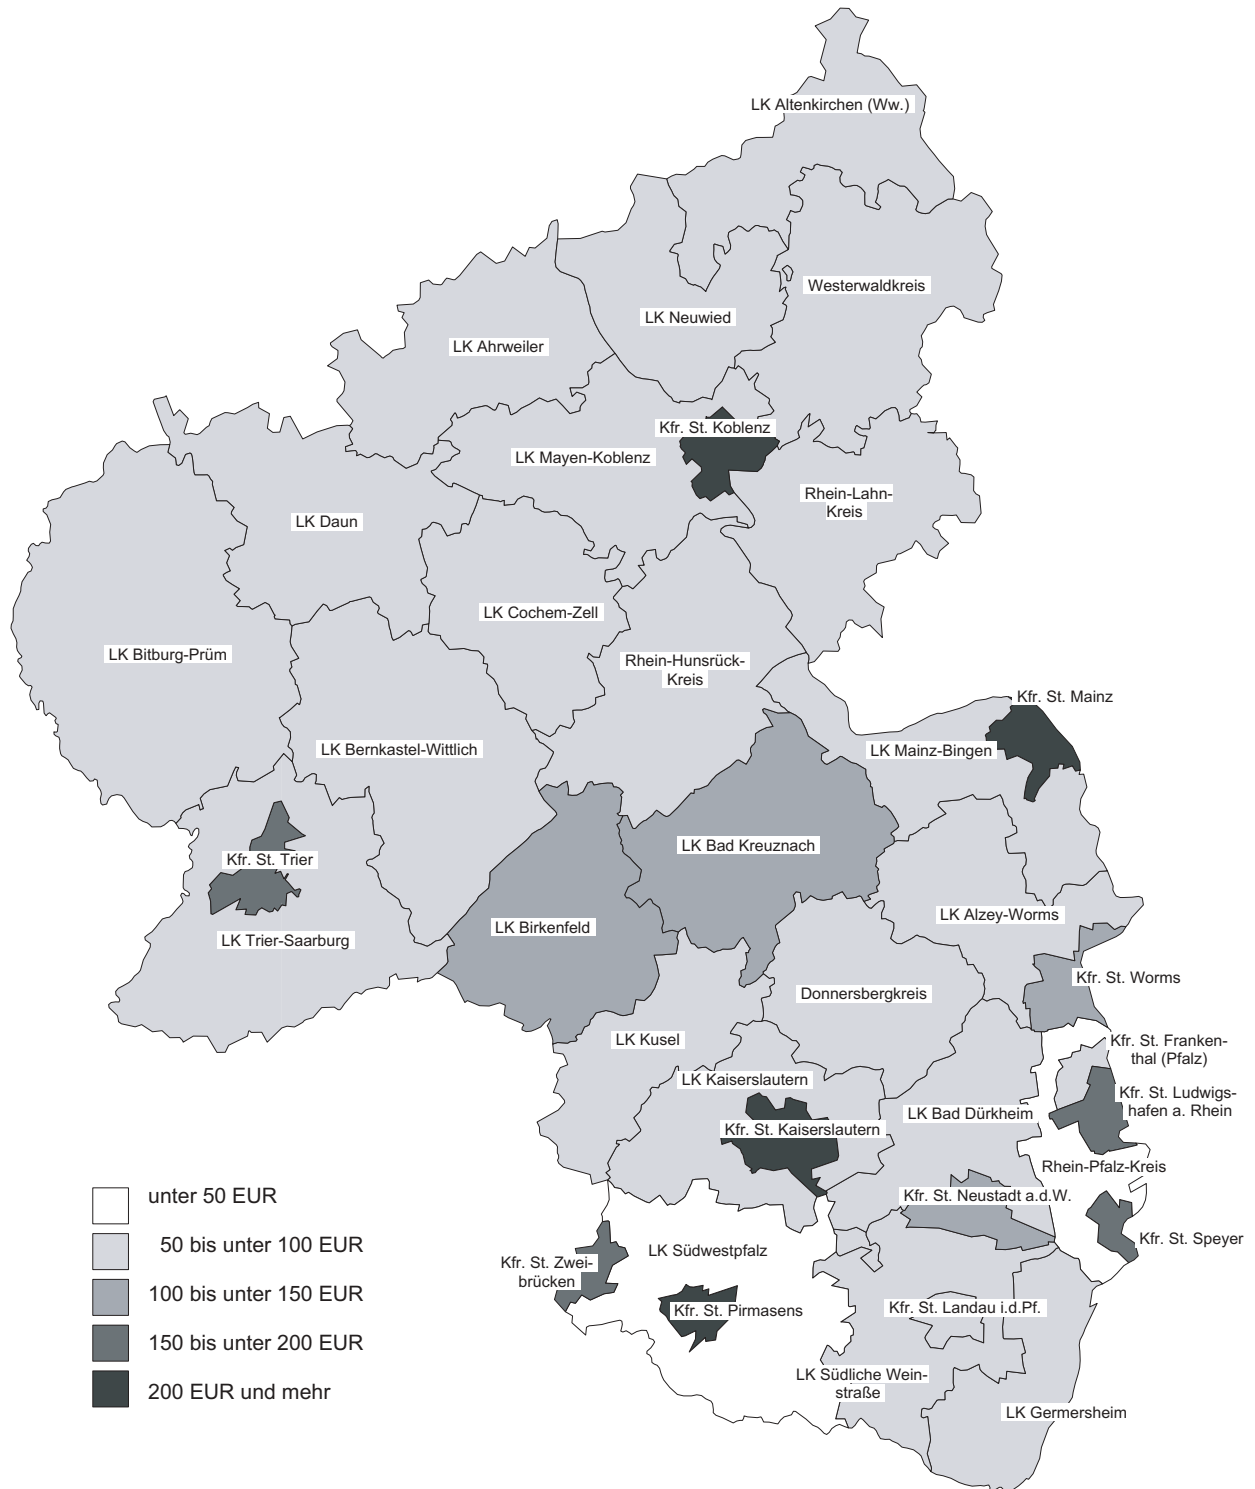 LK Altenkirchen (Ww.)
Westerwaldkreis
LK Neuwied
LK Ahrweiler
Kfr. St. Koblenz
LK Mayen-Koblenz
Rhein-Lahn-
Kreis
LK Daun
LK Cochem-Zell
LK Bitburg-Prüm
Rhein-Hunsrück-
Kreis
Kfr. St. Mainz
LK Bernkastel-Wittlich
LK Mainz-Bingen
LK Bad Kreuznach
Kfr. St. Trier
LK Alzey-Worms
LK Birkenfeld
LK Trier-Saarburg
Kfr. St. Worms
Donnersbergkreis
LK Kusel
Kfr. St. Franken-
thal (Pfalz)
LK Kaiserslautern
Kfr. St. Ludwigs-
hafen a. Rhein
LK Bad Dürkheim
Kfr. St. Kaiserslautern
Rhein-Pfalz-Kreis
Kfr. St. Neustadt a.d.W.
Kfr. St. Speyer
LK Südwestpfalz
Kfr. St. Zwei-
brücken
Kfr. St. Landau i.d.Pf.
Kfr. St. Pirmasens
LK Südliche Wein-
straße
LK Germersheim
unter 50 EUR
50 bis unter 100 EUR
100 bis unter 150 EUR
150 bis unter 200 EUR
200 EUR und mehr